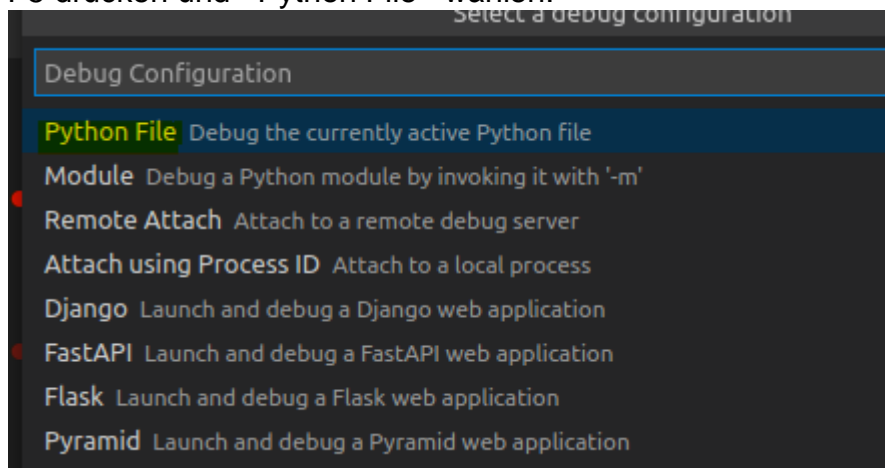 drücken und "Python File" wählen.
Select a debug configuration
Debug Configuration
Python File Debug the currently active Python file
Module Debug a Python module by invoking it with '-m'
Remote Attach Attach to a remote debug server
Attach using Process ID Attach to a local process
Django Launch and debug a Django web application
FastAPI Launch and debug a FastAPI web application
Flask Launch and debug a Flask web application
Pyramid Launch and debug a Pyramid web application